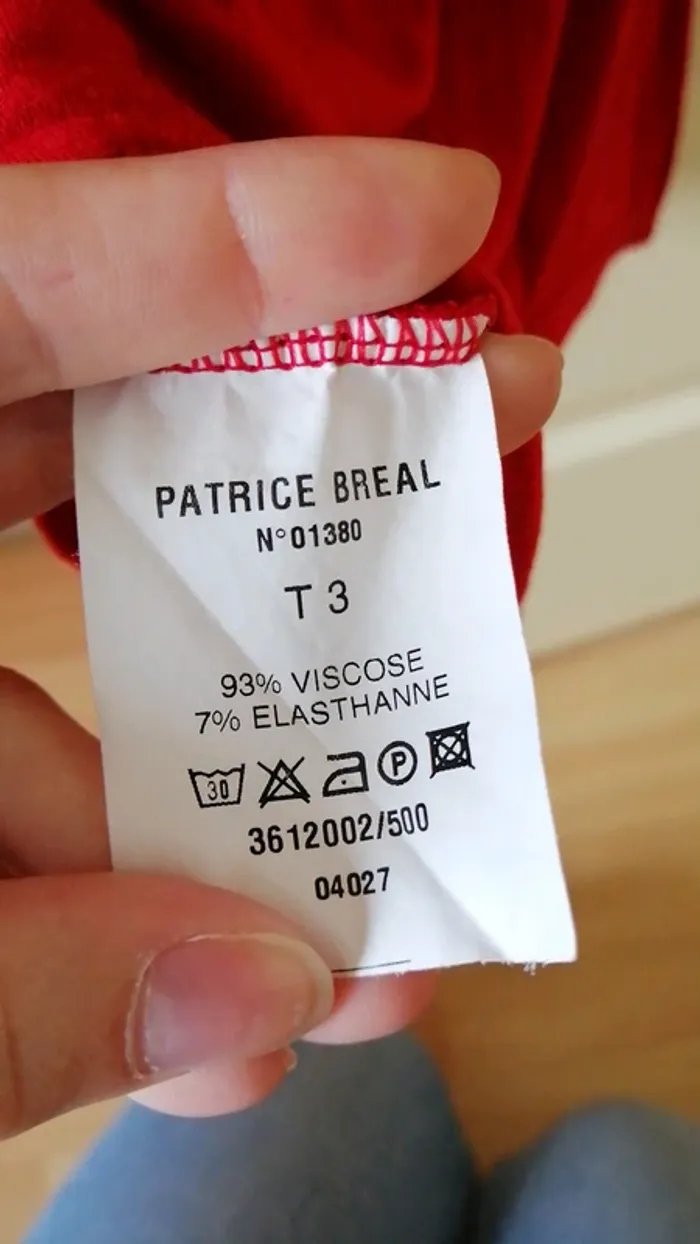 PATRICE BREAL
N°01380
T 3
93% VISCOSE
7% ELASTHANNE
30 P
3612002/500
04027